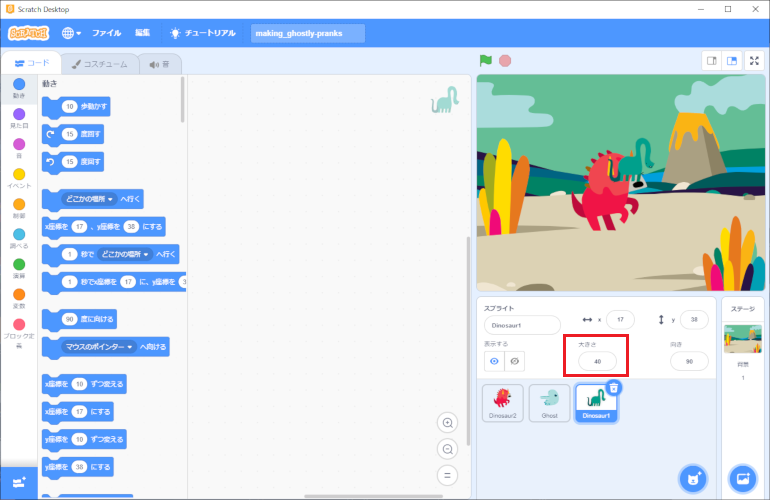 Scratch Desktop
SCRATCH
ファイル
編集
チュートリアル
making_ghostly-pranks
コード
コスチューム
音
動き
見た目
音
イベント
制御
調べる
演算
変数
ブロック定義
動き
10 歩動かす
15 度回す
15 度回す
どこかの場所 へ行く
x座標を 17 、y座標を 38 にする
1 秒で どこかの場所 へ行く
1 秒でx座標を 17 に、y座標を 3
90 度に向ける
マウスのポインター へ向ける
x座標を 10 ずつ変える
x座標を 17 にする
y座標を 10 ずつ変える
y座標を 38 にする
スプライト
Dinosaur1
x 17
y 38
表示する
大きさ
40
向き
90
Dinosaur2
Ghost
Dinosaur1
ステージ
背景
1